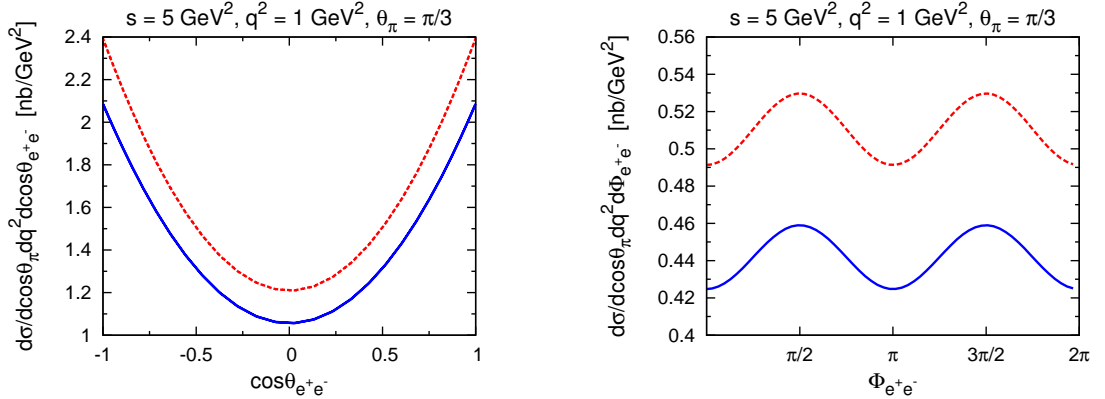 s = 5 GeV², q² = 1 GeV², θπ = π/3
dσ/dcosθπdq²dcosθe⁺e⁻ [nb/GeV²]
2.4
2.2
2
1.8
1.6
1.4
1.2
1
-1
-0.5
0
0.5
1
cosθe⁺e⁻
s = 5 GeV², q² = 1 GeV², θπ = π/3
dσ/dcosθπdq²dΦe⁺e⁻ [nb/GeV²]
0.56
0.54
0.52
0.5
0.48
0.46
0.44
0.42
0.4
π/2
π
3π/2
2π
Φe⁺e⁻